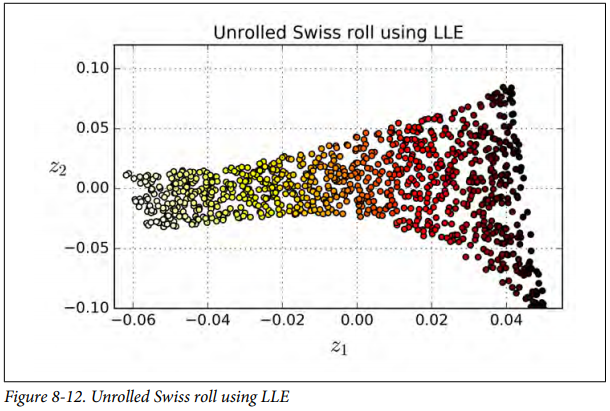 Unrolled Swiss roll using LLE
0.10
0.05
z2
0.00
−0.05
−0.10
−0.06 −0.04 −0.02 0.00 0.02 0.04
z1
Figure 8-12. Unrolled Swiss roll using LLE